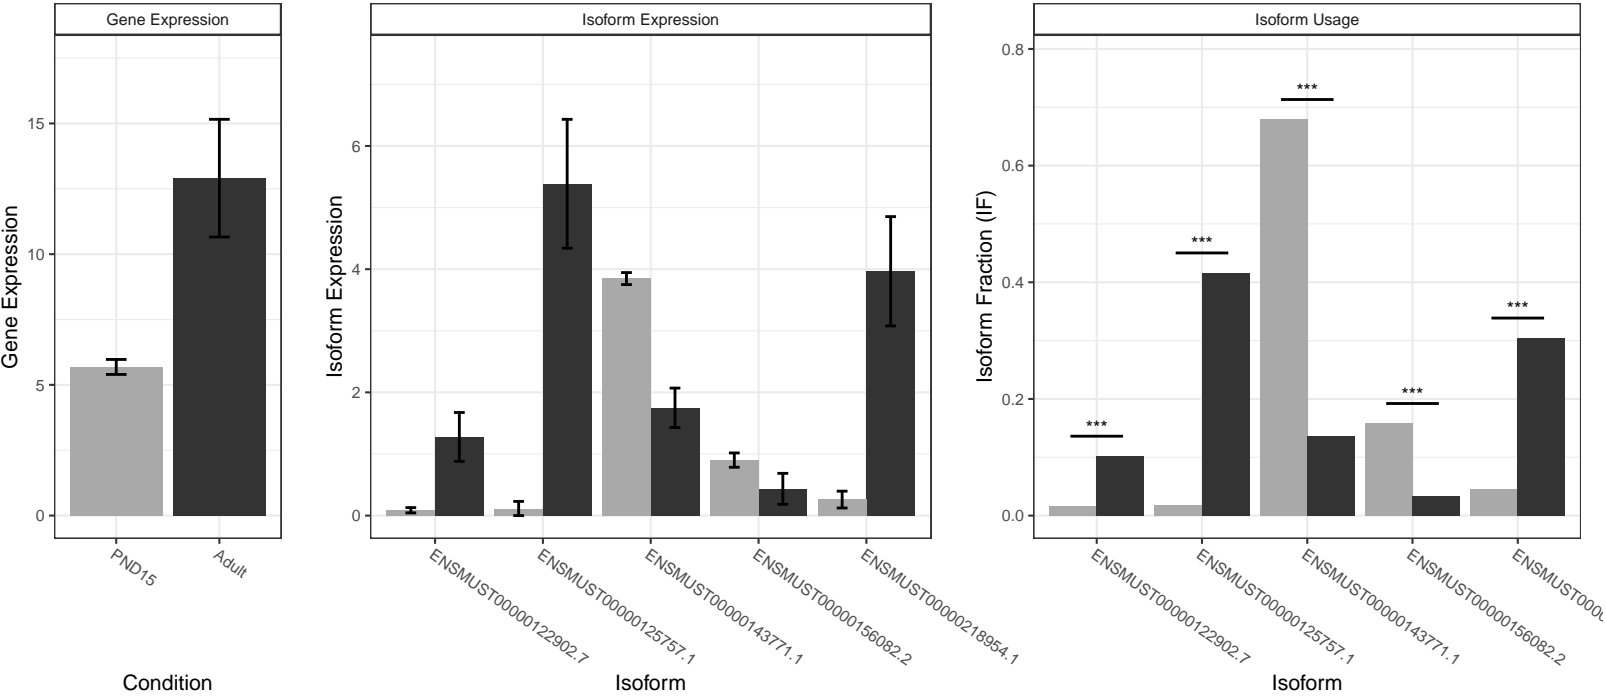 Gene Expression
Isoform Expression
Isoform Usage
Gene Expression
15
10
5
0
PND15
Adult
Condition
Isoform Expression
6
4
2
0
ENSMUST00000122902.7
ENSMUST00000125757.1
ENSMUST00000143771.1
ENSMUST00000156082.2
ENSMUST00000218954.1
Isoform
Isoform Fraction (IF)
0.8
0.6
0.4
0.2
0.0
***
***
***
***
***
ENSMUST00000122902.7
ENSMUST00000125757.1
ENSMUST00000143771.1
ENSMUST00000156082.2
ENSMUST0000
Isoform